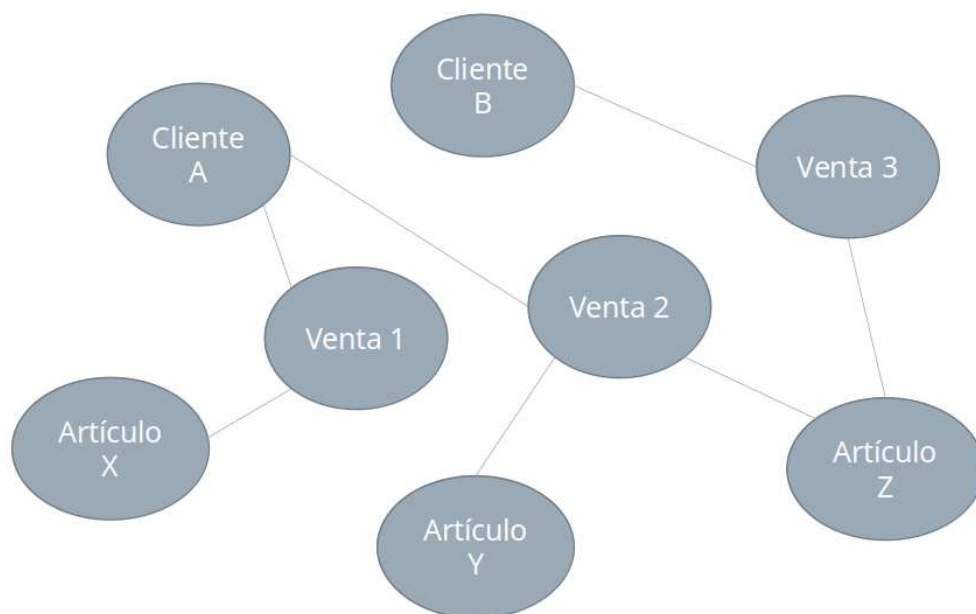 Cliente
B
Cliente
A
Venta 3
Venta 2
Venta 1
Artículo
X
Artículo
Z
Artículo
Y